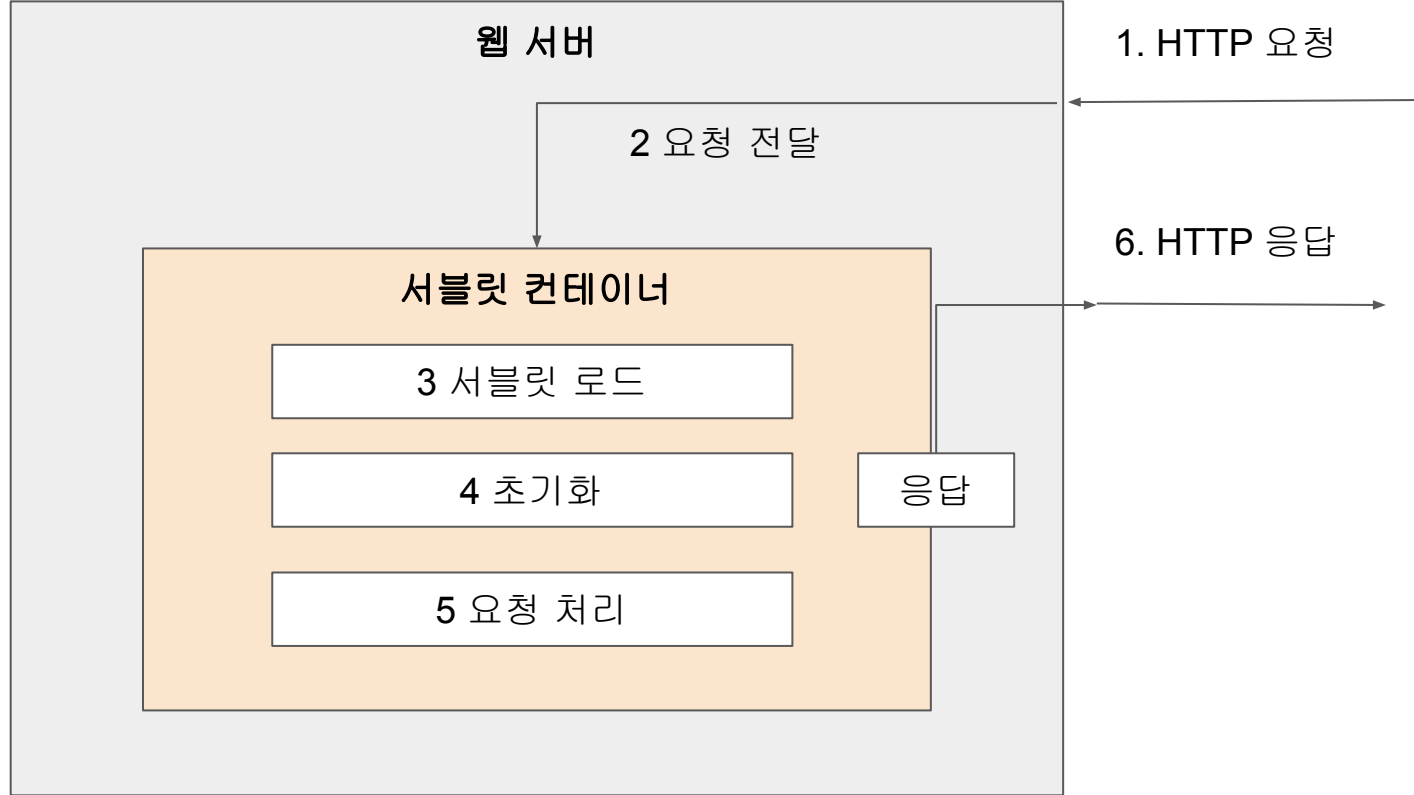 웹 서버
1. HTTP 요청
2 요청 전달
6. HTTP 응답
서블릿 컨테이너
3 서블릿 로드
4 초기화
응답
5 요청 처리